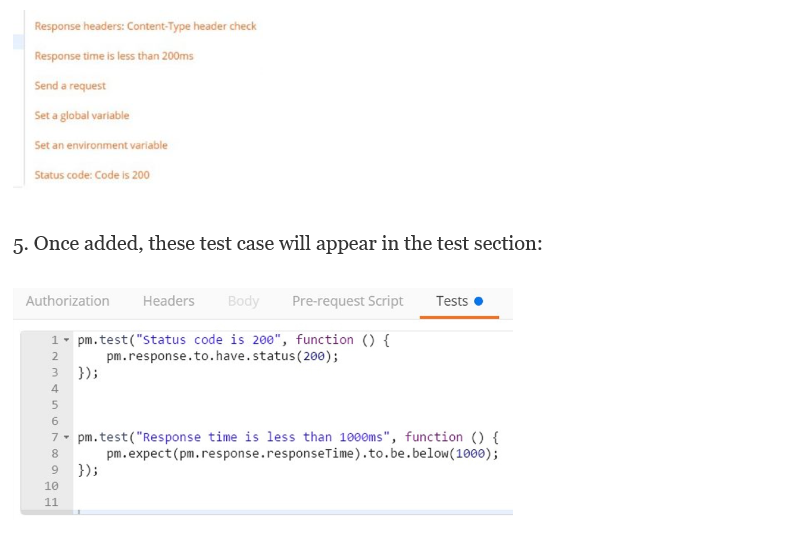 Response headers: Content-Type header check
Response time is less than 200ms
Send a request
Set a global variable
Set an environment variable
Status code: Code is 200
5. Once added, these test case will appear in the test section:
Authorization Headers Body Pre-request Script Tests
1 pm.test("Status code is 200", function () {
2 pm.response.to.have.status(200);
3 });
4
5
6
7 pm.test("Response time is less than 1000ms", function () {
8 pm.expect(pm.response.responseTime).to.be.below(1000);
9 });
10
11